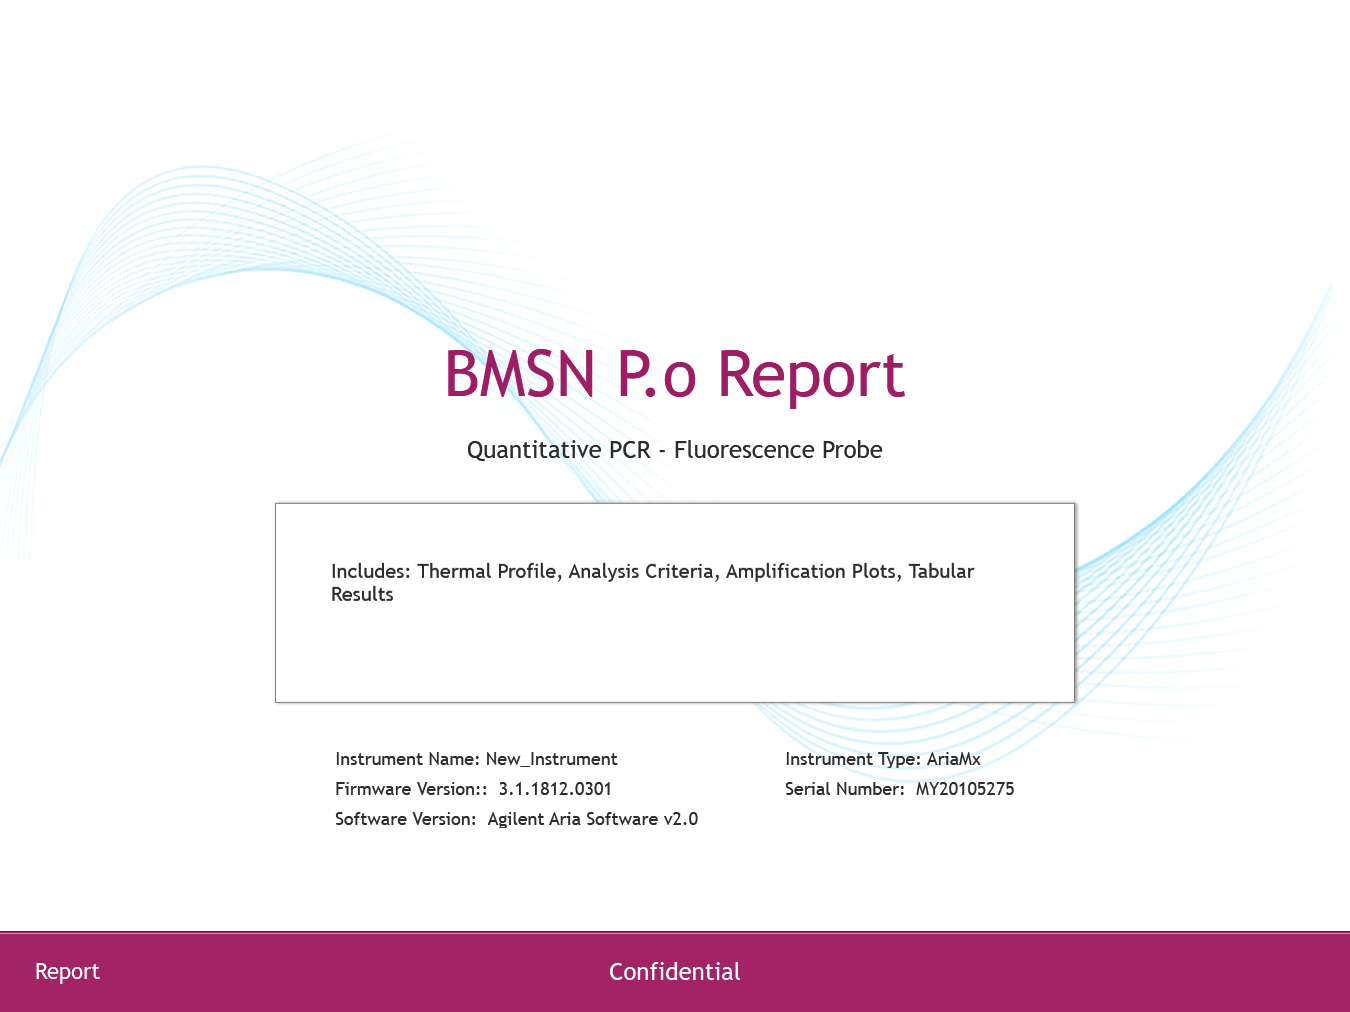 BMSN P.o Report
Quantitative PCR - Fluorescence Probe
Includes: Thermal Profile, Analysis Criteria, Amplification Plots, Tabular
Results
Instrument Name: New_Instrument
Instrument Type: AriaMx
Firmware Version:: 3.1.1812.0301
Serial Number: MY20105275
Software Version: Agilent Aria Software v2.0
Report
Confidential